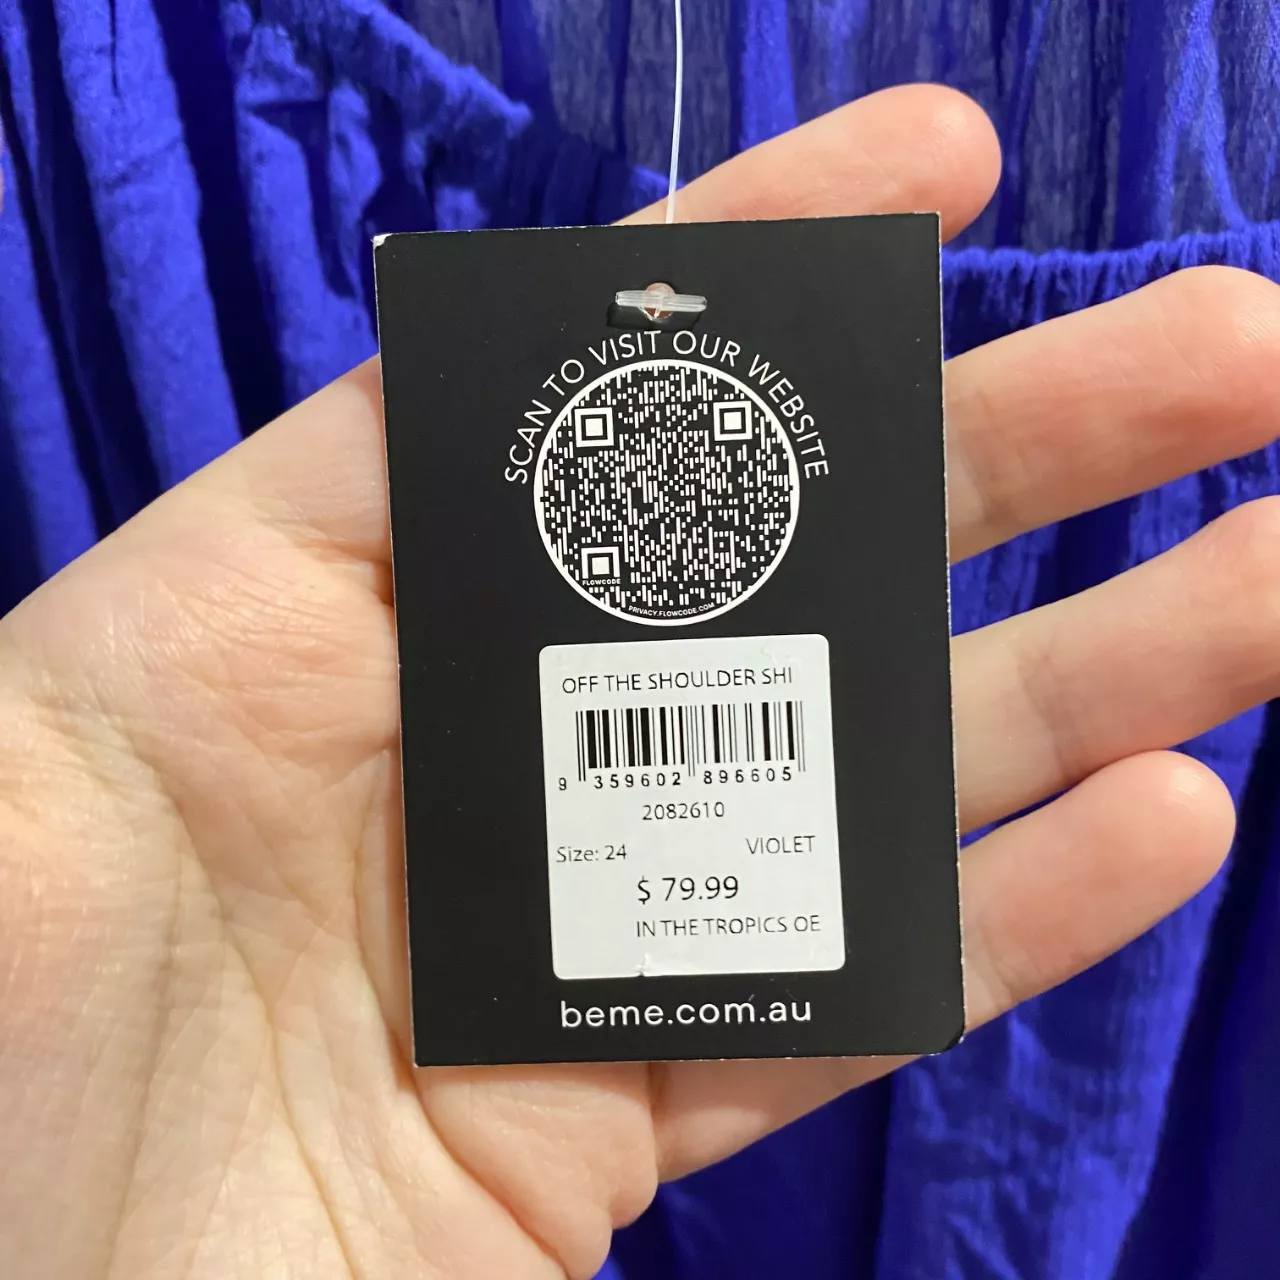 SCAN TO VISIT OUR WEBSITE
FLOWCODE
PRIVACY.FLOWCODE.COM
OFF THE SHOULDER SHI
9 359602 896605
2082610
Size: 24 VIOLET
$ 79.99
IN THE TROPICS OE
beme.com.au